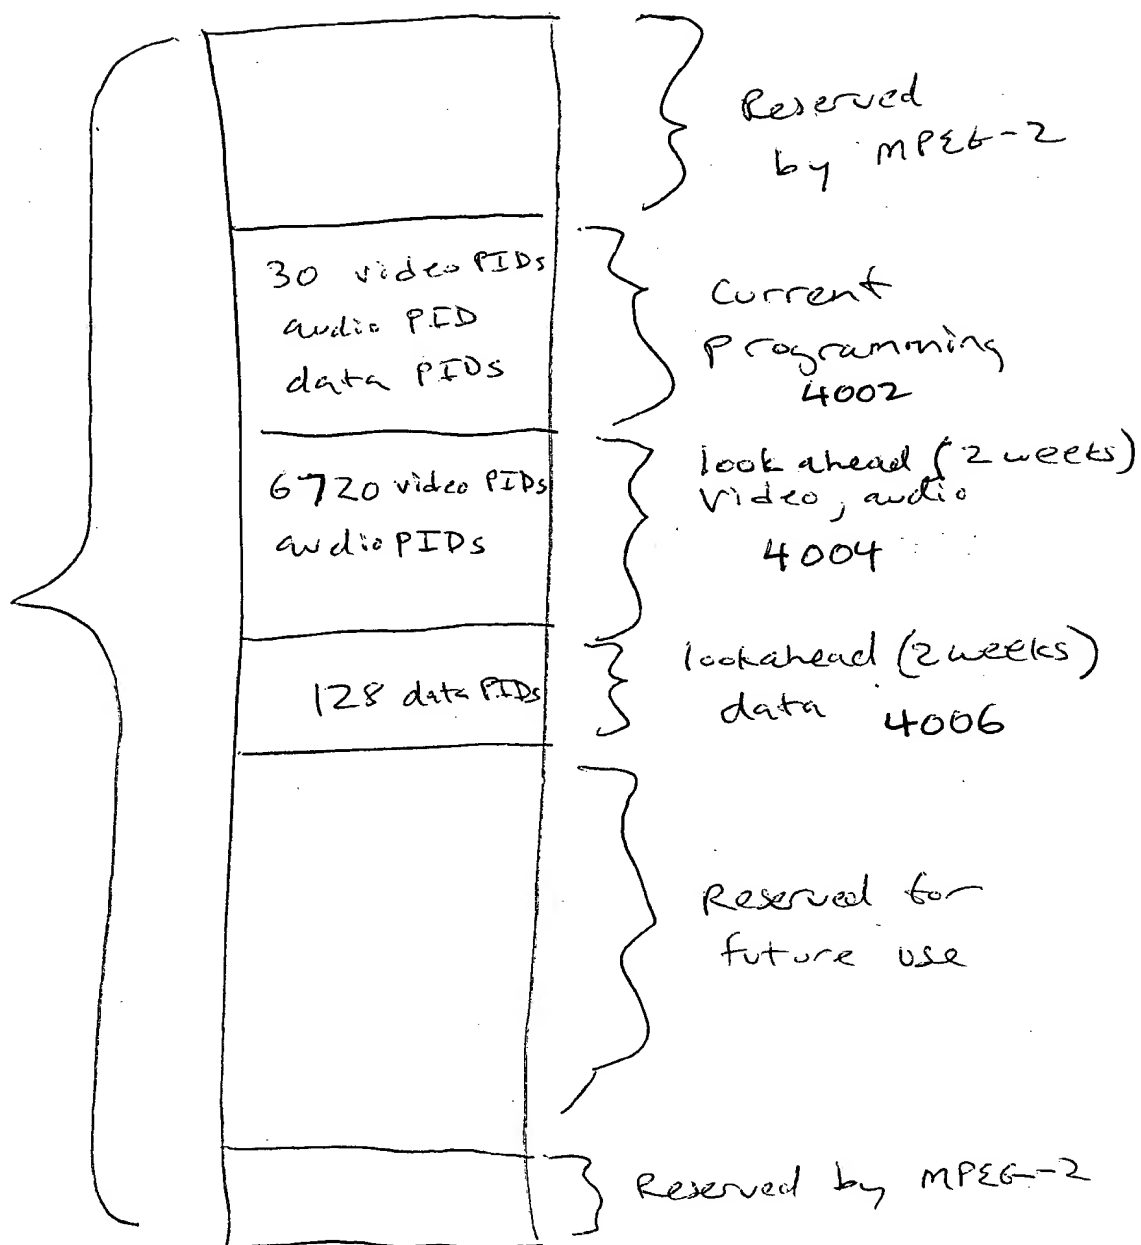 Reserved
by MPEG-2
30 video PIDs
audio PID
data PIDs
Current
Programming
4002
6720 video PIDs
audio PIDs
look ahead (2 weeks)
video, audio
4004
128 data PIDs
lookahead (2 weeks)
data 4006
Reserved for
future use
Reserved by MPEG-2